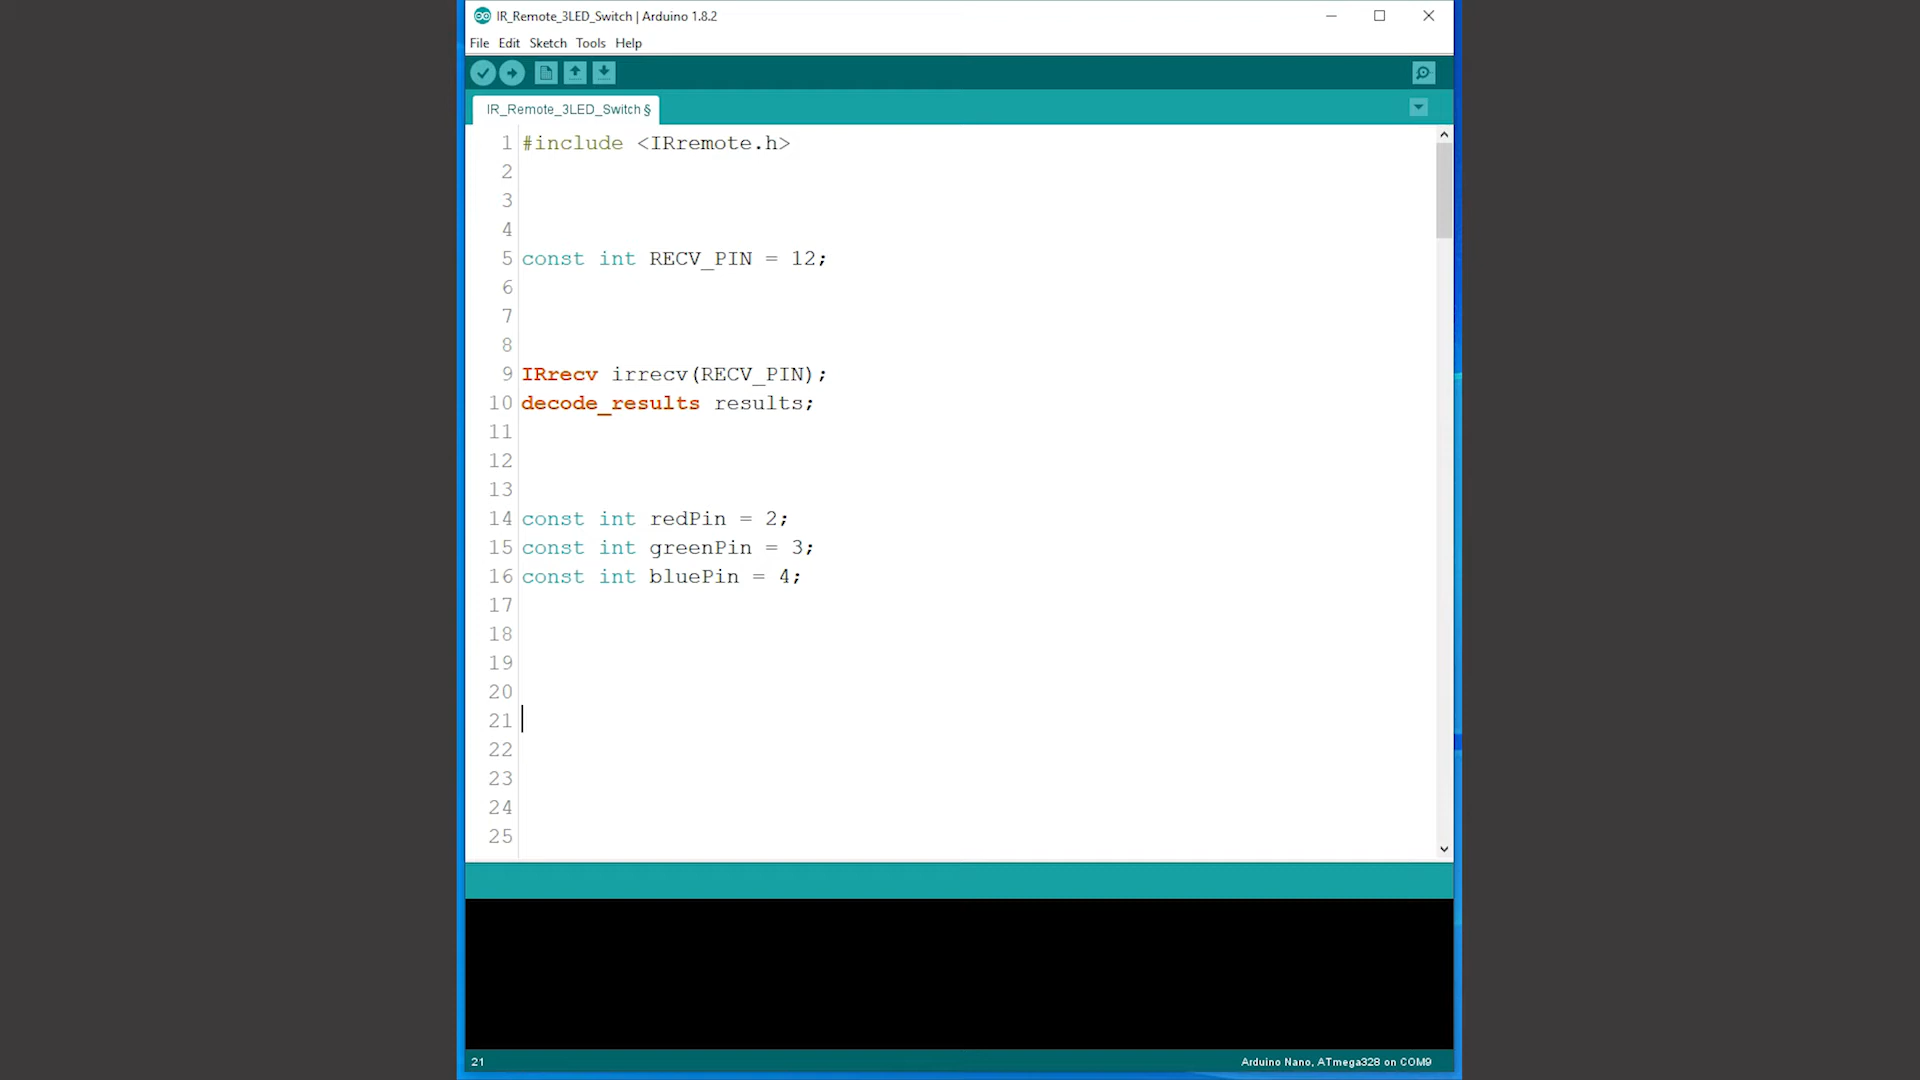 IR_Remote_3LED_Switch | Arduino 1.8.2
File Edit Sketch Tools Help
IR_Remote_3LED_Switch §
1 #include <IRremote.h>
2
3
4
5 const int RECV_PIN = 12;
6
7
8
9 IRrecv irrecv(RECV_PIN);
10 decode_results results;
11
12
13
14 const int redPin = 2;
15 const int greenPin = 3;
16 const int bluePin = 4;
17
18
19
20
21
22
23
24
25
21 Arduino Nano, ATmega328 on COM9